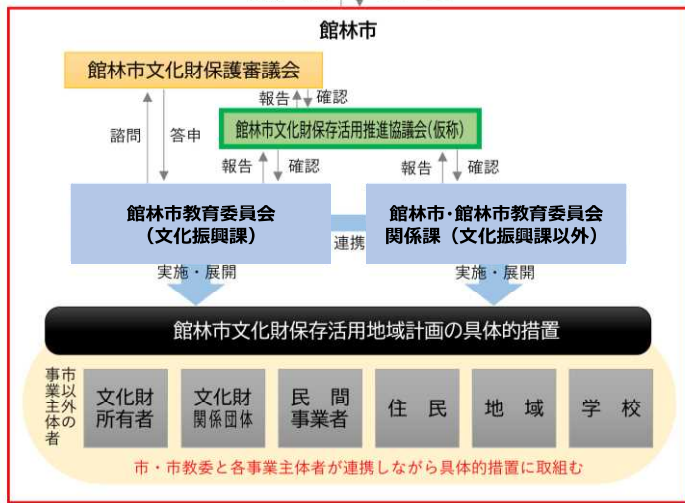 館林市
館林市文化財保護審議会
報告 確認
館林市文化財保存活用推進協議会(仮称)
諮問 答申
報告 確認
報告 確認
館林市教育委員会
(文化振興課)
連携
館林市・館林市教育委員会
関係課(文化振興課以外)
実施・展開
実施・展開
館林市文化財保存活用地域計画の具体的措置
市以外の
事業主体者
文化財
所有者
文化財
関係団体
民間
事業者
住民
地域
学校
市・市教委と各事業主体者が連携しながら具体的措置に取組む